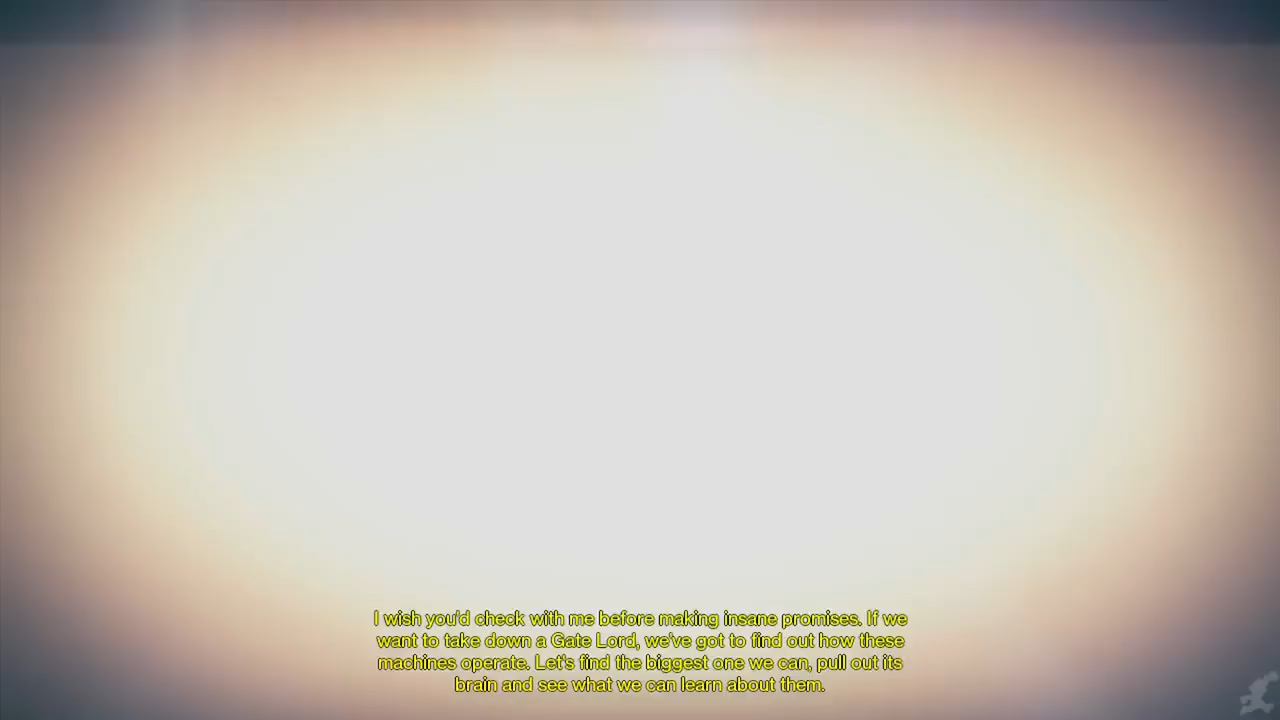 I wish you'd check with me before making insane promises. If we
want to take down a Gate Lord, we've got to find out how these
machines operate. Let's find the biggest one we can, pull out its
brain and see what we can learn about them.